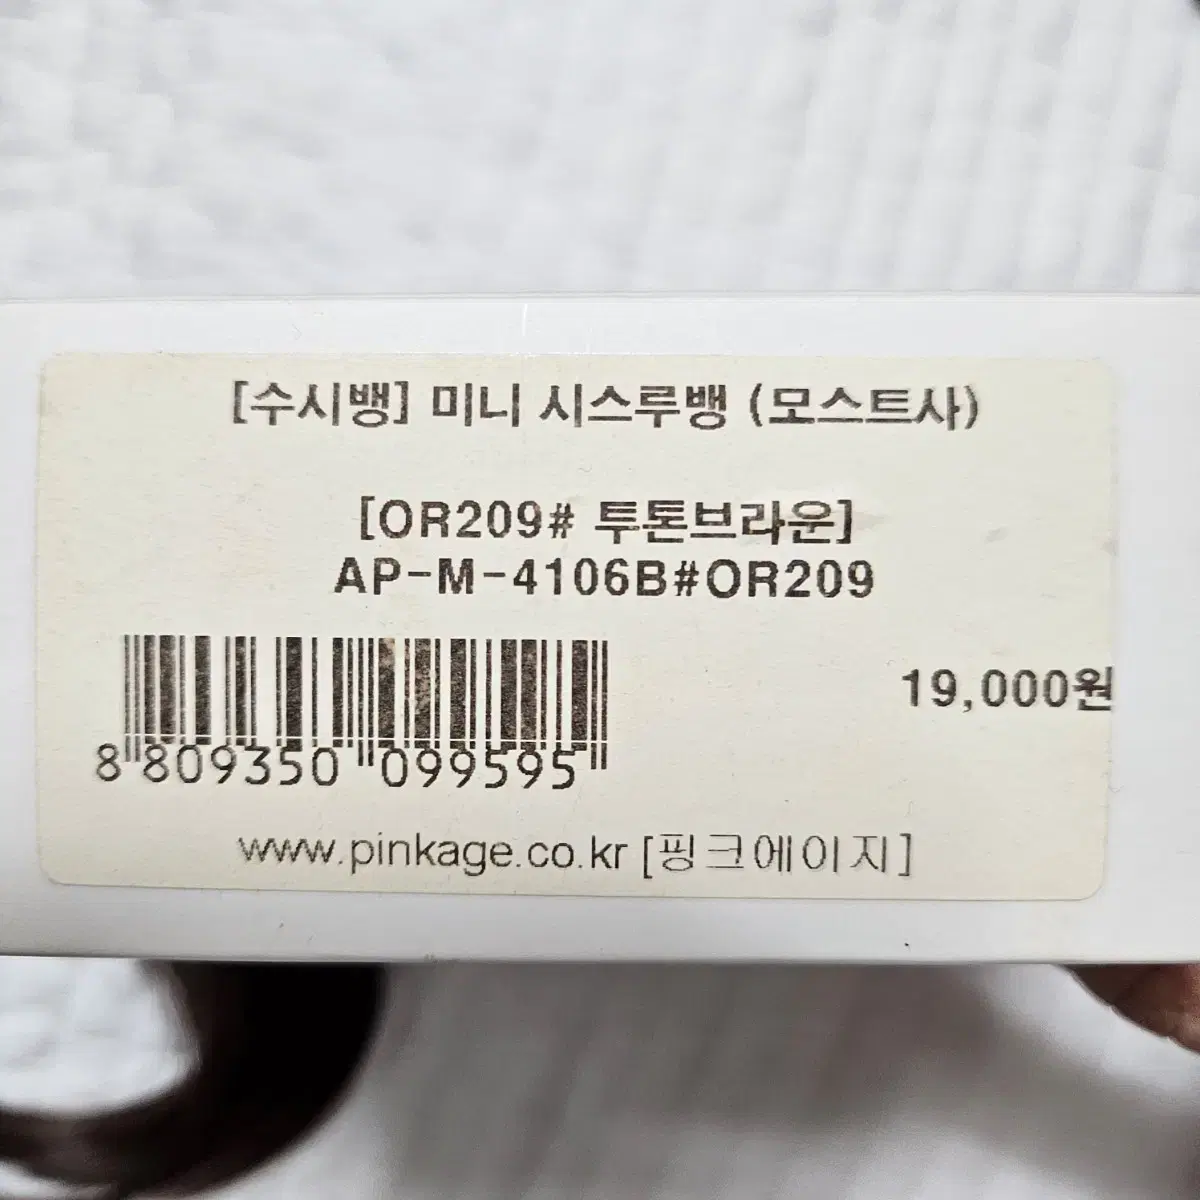 [수시뱅] 미니 시스루뱅 (모스트사)
[OR209# 투톤브라운]
AP-M-4106B#OR209
19,000원
8 809350 099595
www.pinkage.co.kr [핑크에이지]